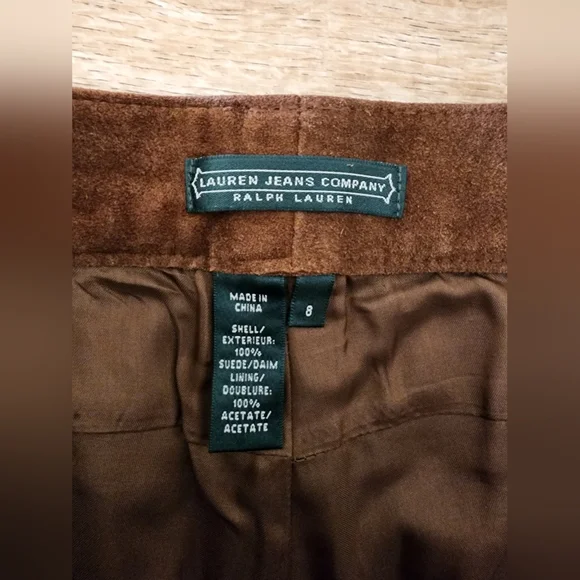 LAUREN JEANS COMPANY
RALPH LAUREN
MADE IN
CHINA
SHELL/
EXTERIEUR:
100%
SUEDE/DAIM
LINING/
DOUBLURE:
100%
ACETATE/
ACETATE
8